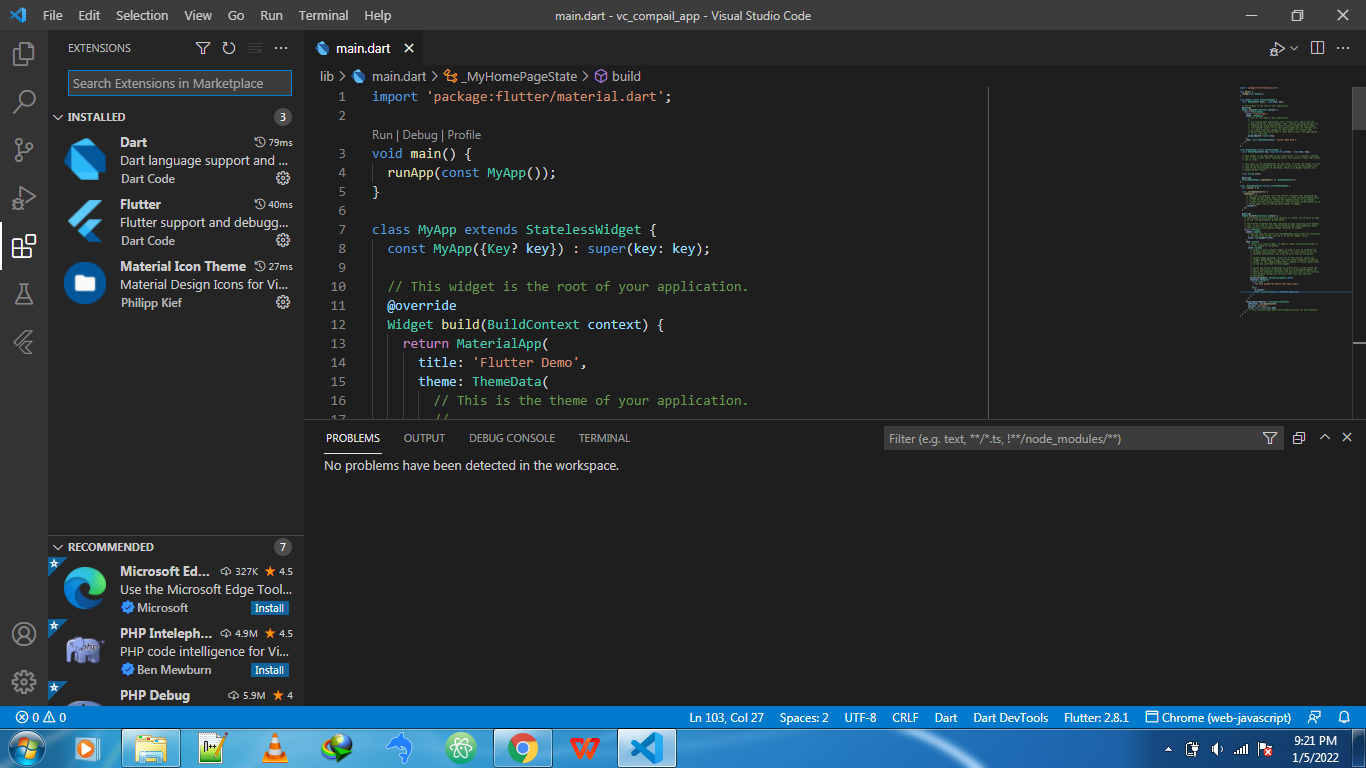 File Edit Selection View Go Run Terminal Help
main.dart - vc_compail_app - Visual Studio Code
EXTENSIONS
Search Extensions in Marketplace
INSTALLED 3
Dart 79ms
Dart language support and ...
Dart Code
Flutter 40ms
Flutter support and debugg...
Dart Code
Material Icon Theme 27ms
Material Design Icons for Vi...
Philipp Kief
RECOMMENDED 7
Microsoft Ed... 327K 4.5
Use the Microsoft Edge Tool...
Microsoft Install
PHP Inteleph... 4.9M 4.5
PHP code intelligence for Vi...
Ben Mewburn Install
PHP Debug 5.9M 4
main.dart
lib > main.dart > _MyHomePageState > build
1 import 'package:flutter/material.dart';
2
Run | Debug | Profile
3 void main() {
4 runApp(const MyApp());
5 }
6
7 class MyApp extends StatelessWidget {
8 const MyApp({Key? key}) : super(key: key);
9
10 // This widget is the root of your application.
11 @override
12 Widget build(BuildContext context) {
13 return MaterialApp(
14 title: 'Flutter Demo',
15 theme: ThemeData(
16 // This is the theme of your application.
17 //
PROBLEMS OUTPUT DEBUG CONSOLE TERMINAL
Filter (e.g. text, **/*.ts, !**/node_modules/**)
No problems have been detected in the workspace.
0 0
Ln 103, Col 27 Spaces: 2 UTF-8 CRLF Dart Dart DevTools Flutter: 2.8.1 Chrome (web-javascript)
9:21 PM
1/5/2022